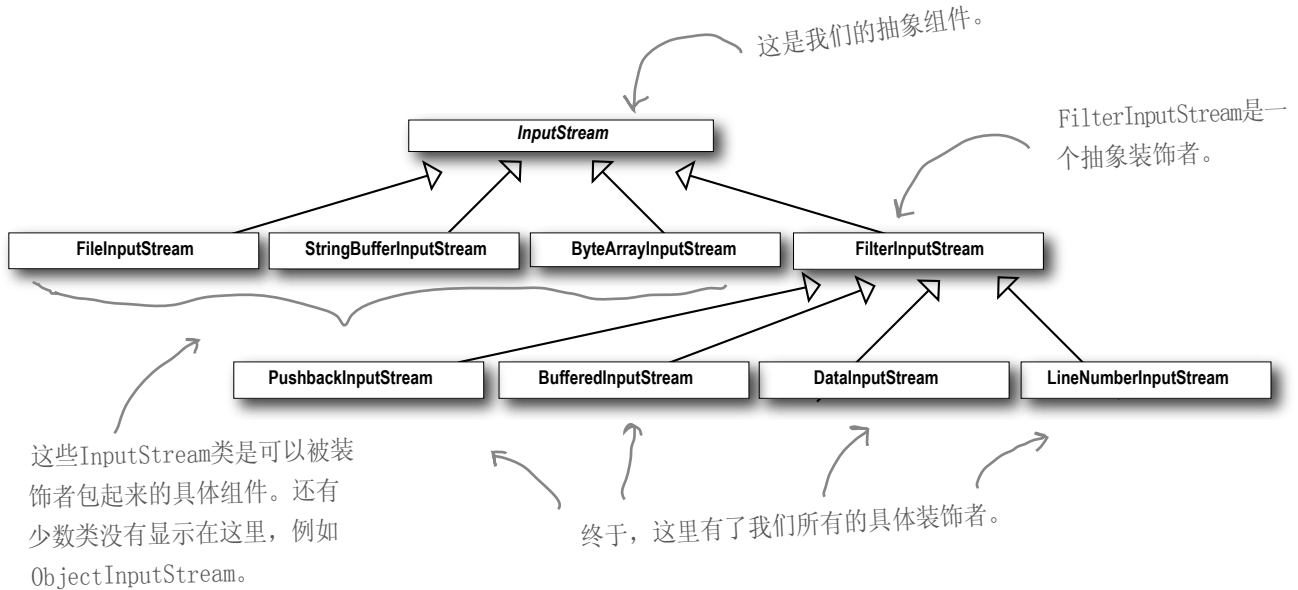 这是我们的抽象组件。
InputStream
FilterInputStream是一
个抽象装饰者。
FileInputStream
StringBufferInputStream
ByteArrayInputStream
FilterInputStream
PushbackInputStream
BufferedInputStream
DataInputStream
LineNumberInputStream
这些InputStream类是可以被装
饰者包起来的具体组件。还有
少数类没有显示在这里，例如
ObjectInputStream。
终于，这里有了我们所有的具体装饰者。